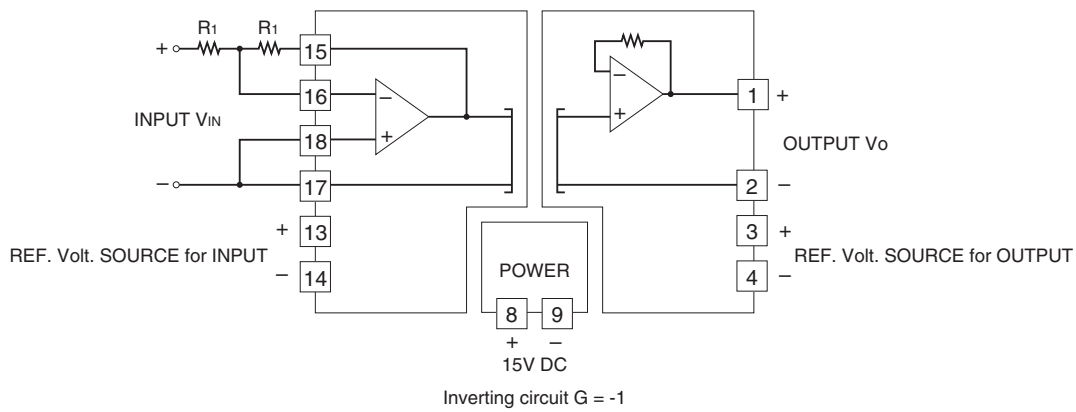 R1 R1
+ 15
16 −
INPUT VIN
18 +
− 17
+ 13
REF. Volt. SOURCE for INPUT
− 14
−
+
1 +
OUTPUT Vo
2 −
3 +
REF. Volt. SOURCE for OUTPUT
4 −
POWER
8 9
+ −
15V DC
Inverting circuit G = -1